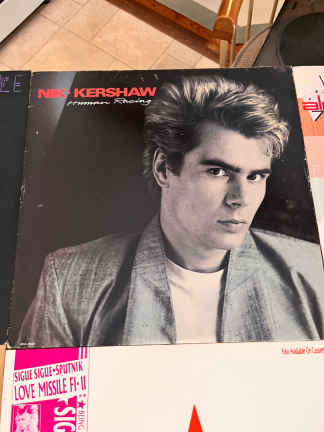 NIK KERSHAW
Human Racing
Also Available On Cassette
SIGUE SIGUE•SPUTNIK
LOVE MISSILE F1•11